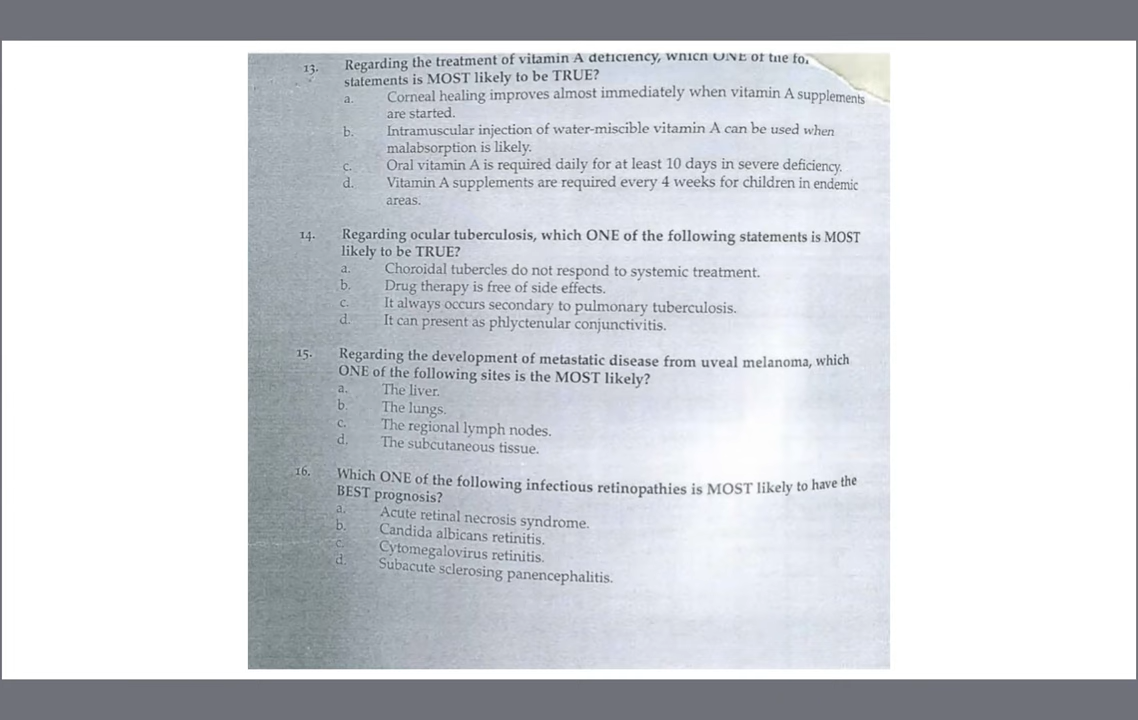 13. Regarding the treatment of vitamin A deficiency, which ONE of the
statements is MOST likely to be TRUE?
a. Corneal healing improves almost immediately when vitamin A supplements
are started.
b. Intramuscular injection of water-miscible vitamin A can be used when
malabsorption is likely.
c. Oral vitamin A is required daily for at least 10 days in severe deficiency.
d. Vitamin A supplements are required every 4 weeks for children in endemic
areas.
14. Regarding ocular tuberculosis, which ONE of the following statements is MOST
likely to be TRUE?
a. Choroidal tubercles do not respond to systemic treatment.
b. Drug therapy is free of side effects.
c. It always occurs secondary to pulmonary tuberculosis.
d. It can present as phlyctenular conjunctivitis.
15. Regarding the development of metastatic disease from uveal melanoma, which
ONE of the following sites is the MOST likely?
a. The liver.
b. The lungs.
c. The regional lymph nodes.
d. The subcutaneous tissue.
16. Which ONE of the following infectious retinopathies is MOST likely to have the
BEST prognosis?
a. Acute retinal necrosis syndrome.
b. Candida albicans retinitis.
c. Cytomegalovirus retinitis.
d. Subacute sclerosing panencephalitis.